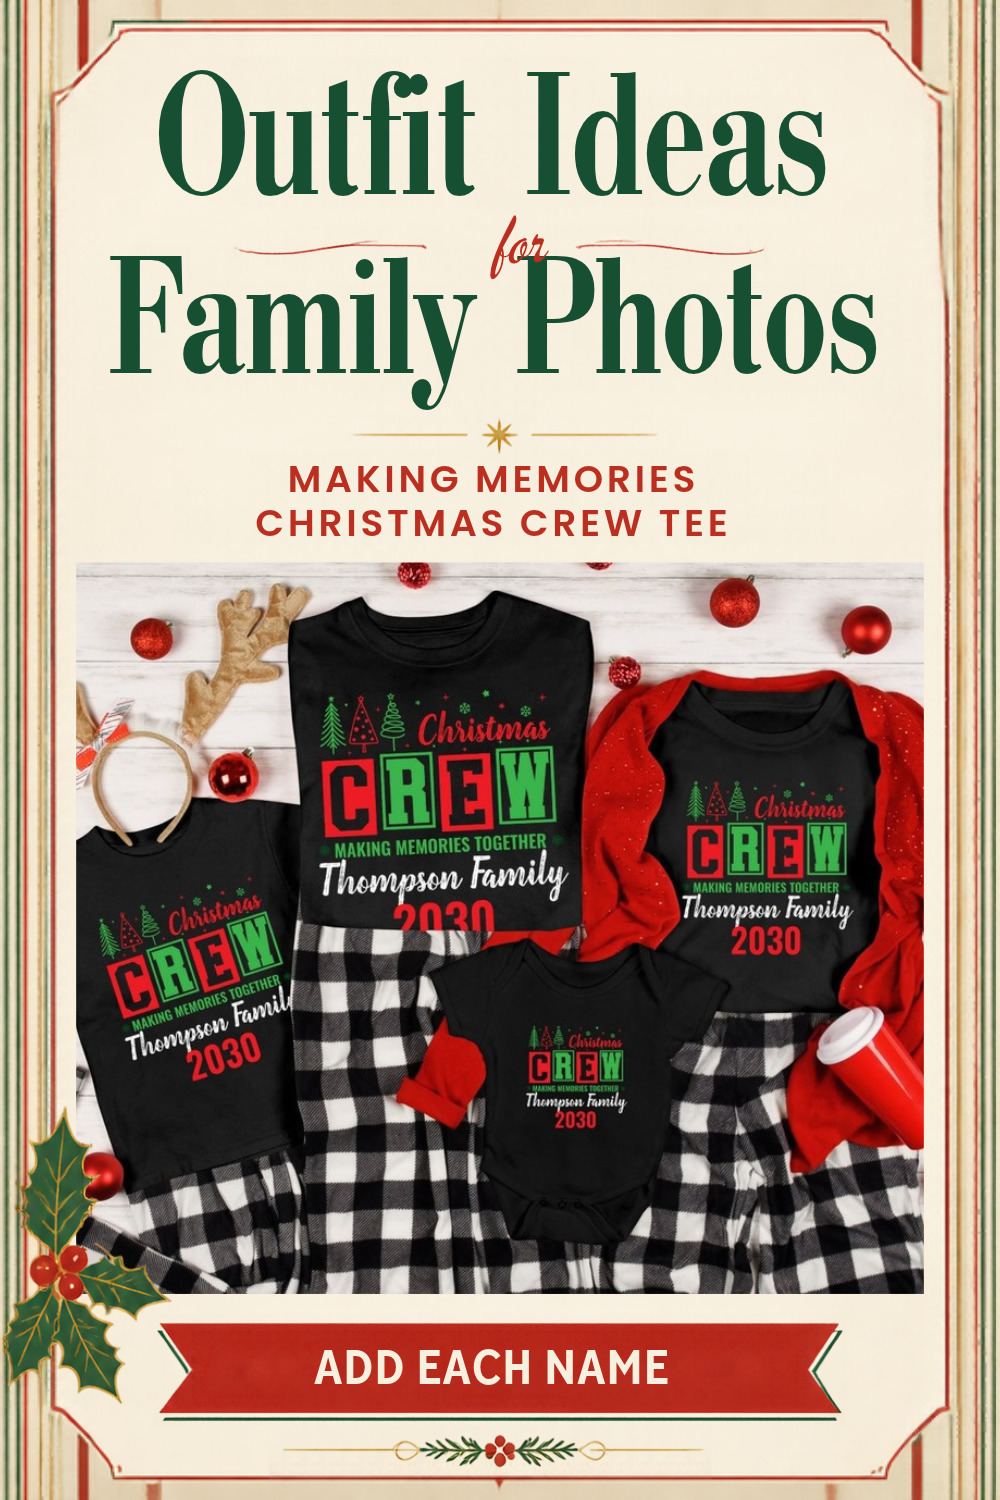 Outfit Ideas
for
Family Photos
MAKING MEMORIES
CHRISTMAS CREW TEE
Christmas
CREW
MAKING MEMORIES TOGETHER
Thompson Family
2030
Christmas
CREW
MAKING MEMORIES TOGETHER
Thompson Family
2030
Christmas
CREW
MAKING MEMORIES TOGETHER
Thompson Family
2030
Christmas
CREW
MAKING MEMORIES TOGETHER
Thompson Family
2030
ADD EACH NAME